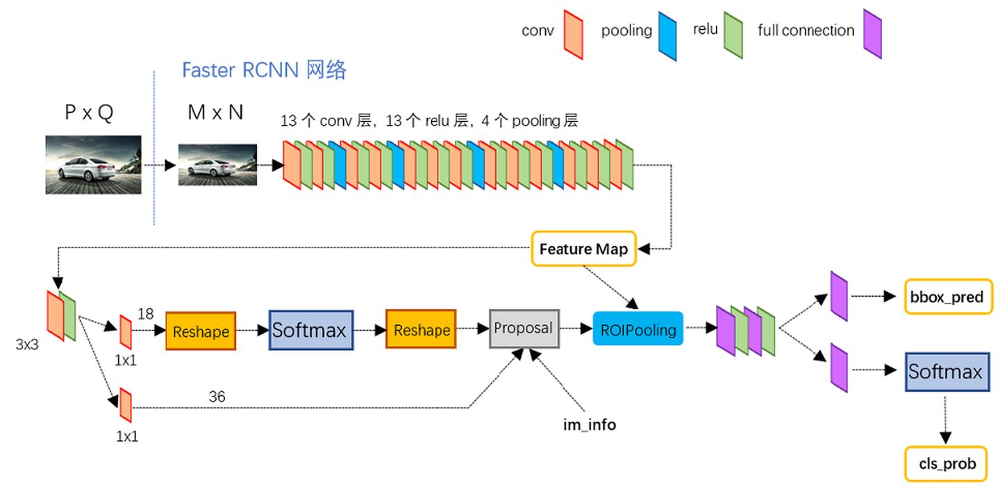 conv pooling relu full connection
Faster RCNN 网络
P x Q
M x N
13 个 conv 层, 13 个 relu 层, 4 个 pooling 层
Feature Map
3x3
18
1x1
Reshape
Softmax
Reshape
Proposal
ROIPooling
bbox_pred
Softmax
36
1x1
im_info
cls_prob